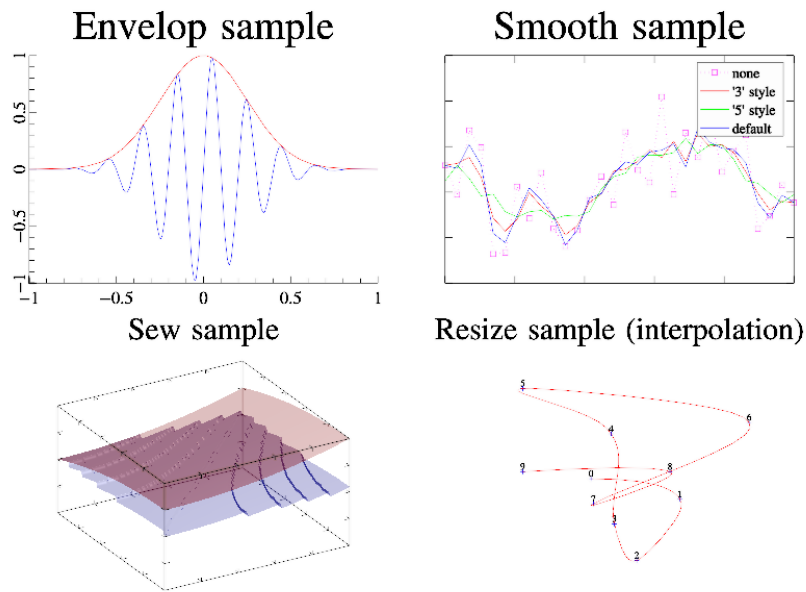 Envelop sample
Smooth sample
1
0.5
0
−0.5
−1
−1 −0.5 0 0.5 1
none
'3' style
'5' style
default
Sew sample
Resize sample (interpolation)
5
6
4
9
0
8
7
1
3
2